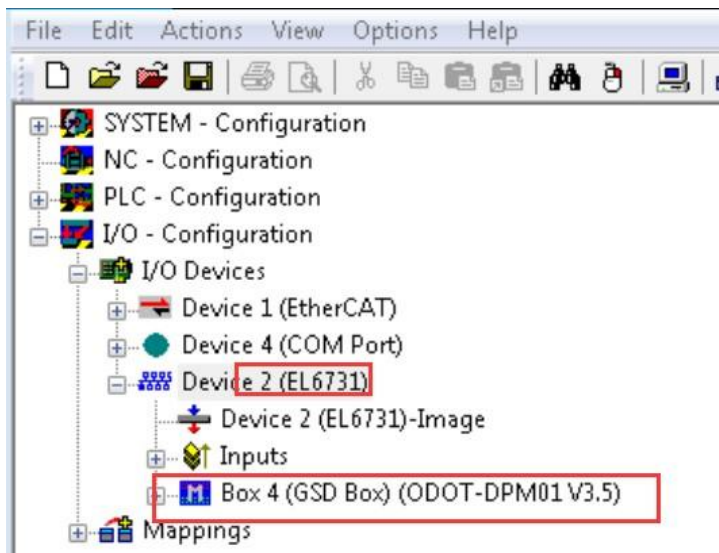 File Edit Actions View Options Help
SYSTEM - Configuration
NC - Configuration
PLC - Configuration
I/O - Configuration
I/O Devices
Device 1 (EtherCAT)
Device 4 (COM Port)
Device 2 (EL6731)
Device 2 (EL6731)-Image
Inputs
Box 4 (GSD Box) (ODOT-DPM01 V3.5)
Mappings